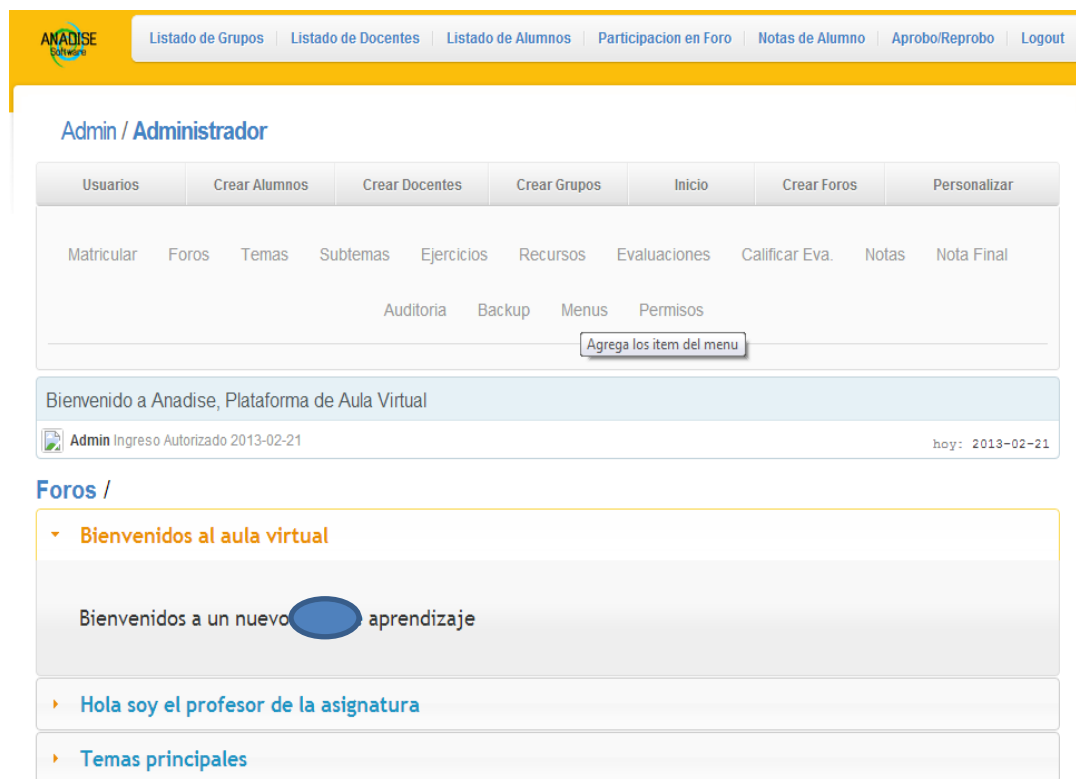 ANADISE
Software
Listado de Grupos Listado de Docentes Listado de Alumnos Participacion en Foro Notas de Alumno Aprobo/Reprobo Logout
Admin / Administrador
Usuarios Crear Alumnos Crear Docentes Crear Grupos Inicio Crear Foros Personalizar
Matricular Foros Temas Subtemas Ejercicios Recursos Evaluaciones Calificar Eva. Notas Nota Final
Auditoria Backup Menus Permisos
Agrega los item del menu
Bienvenido a Anadise, Plataforma de Aula Virtual
Admin Ingreso Autorizado 2013-02-21 hoy: 2013-02-21
Foros /
Bienvenidos al aula virtual
Bienvenidos a un nuevo aprendizaje
Hola soy el profesor de la asignatura
Temas principales